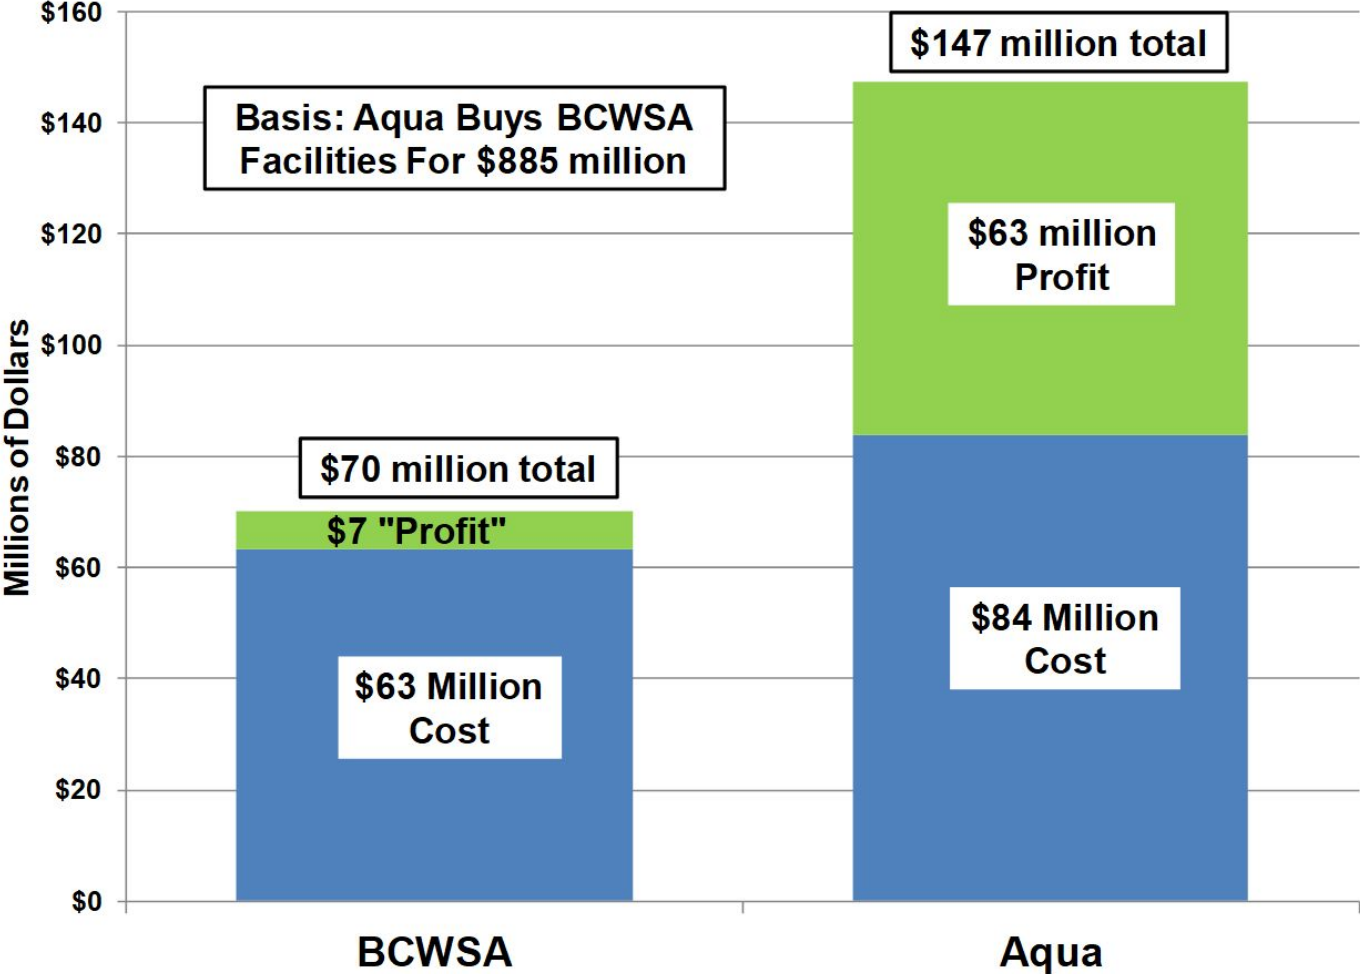 $160
$147 million total
Basis: Aqua Buys BCWSA
Facilities For $885 million
$140
$63 million
Profit
$120
Millions of Dollars
$100
$80
$70 million total
$7 "Profit"
$60
$84 Million
Cost
$63 Million
Cost
$40
$20
$0
BCWSA
Aqua